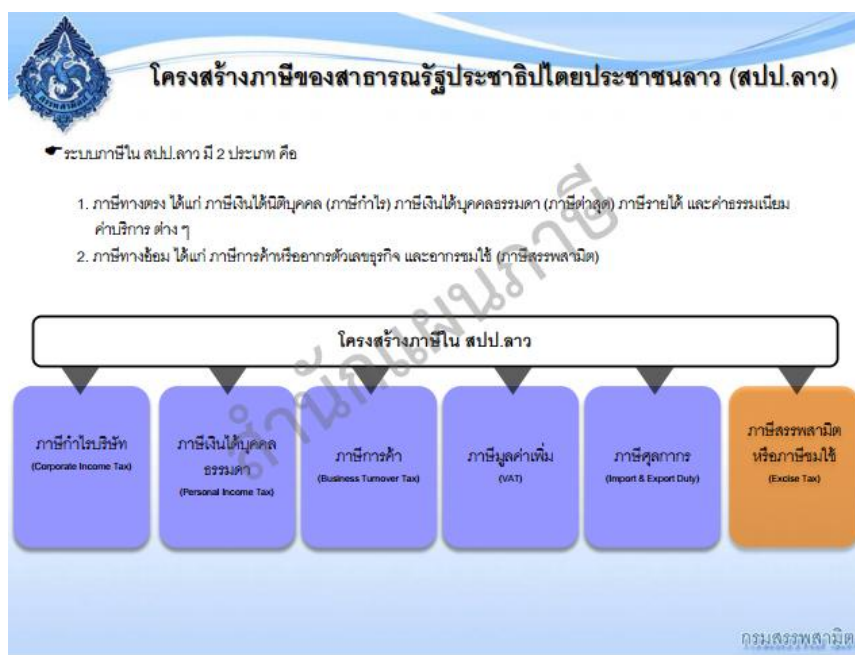 โครงสร้างภาษีของสาธารณรัฐประชาธิปไตยประชาชนลาว (สปป.ลาว)
ระบบภาษีใน สปป.ลาว มี 2 ประเภท คือ
1. ภาษีทางตรง ได้แก่ ภาษีเงินได้นิติบุคคล (ภาษีกำไร) ภาษีเงินได้บุคคลธรรมดา (ภาษีต่ำสุด) ภาษีรายได้ และค่าธรรมเนียม
ค่าบริการ ต่าง ๆ
2. ภาษีทางอ้อม ได้แก่ ภาษีการค้าหรืออากรตัวเลขธุรกิจ และอากรชมใช้ (ภาษีสรรพสามิต)
สำนักแผนภาษี
โครงสร้างภาษีใน สปป.ลาว
ภาษีกำไรบริษัท
(Corporate Income Tax)
ภาษีเงินได้บุคคล
ธรรมดา
(Personal Income Tax)
ภาษีการค้า
(Business Turnover Tax)
ภาษีมูลค่าเพิ่ม
(VAT)
ภาษีศุลกากร
(Import & Export Duty)
ภาษีสรรพสามิต
หรือภาษีชมใช้
(Excise Tax)
กรมสรรพสามิต